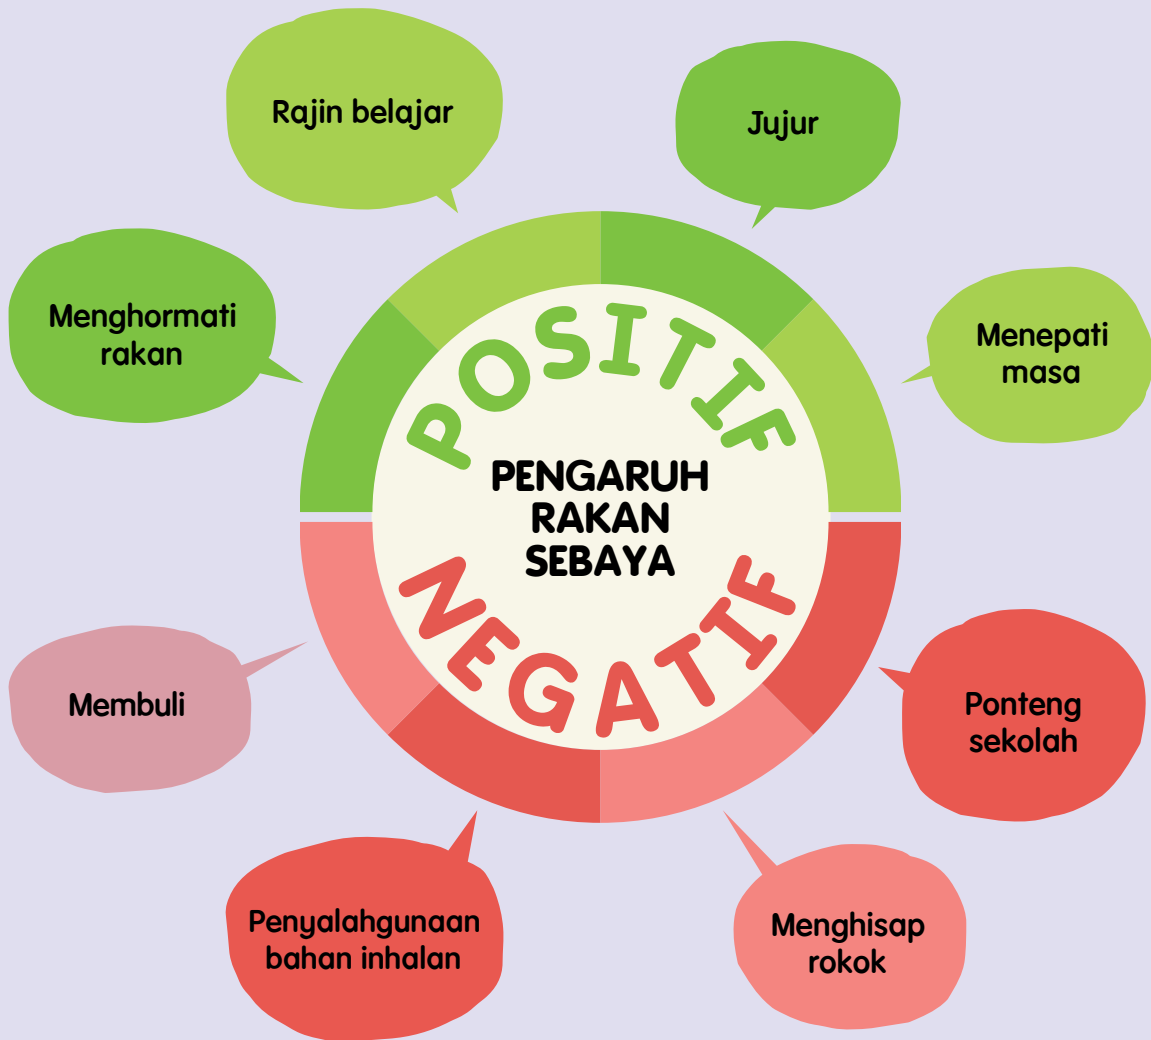 Rajin belajar
Jujur
Menghormati
rakan
Menepati
masa
POSITIF
PENGARUH
RAKAN
SEBAYA
NEGATIF
Membuli
Ponteng
sekolah
Penyalahgunaan
bahan inhalan
Menghisap
rokok